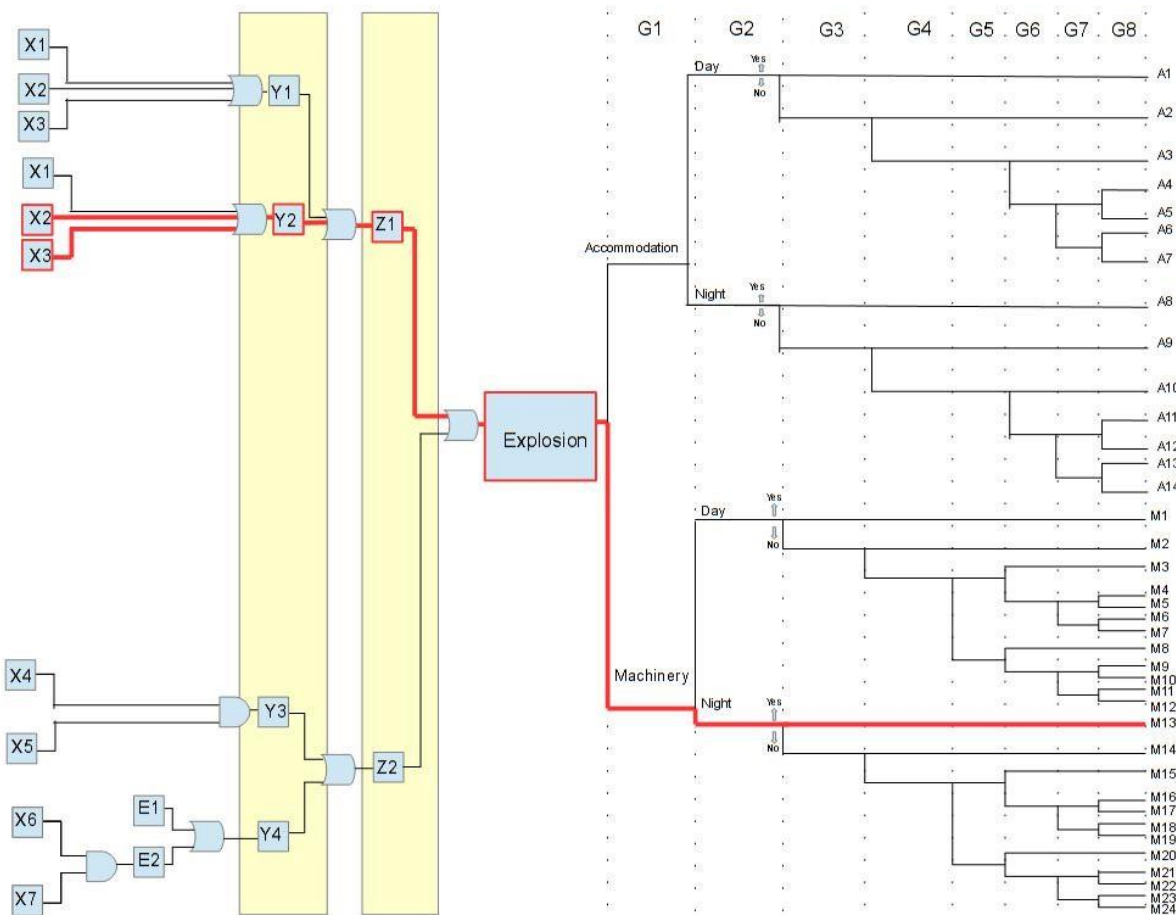 G1 G2 G3 G4 G5 G6 G7 G8
X1
X2
X3
Y1
X1
X2
X3
Y2
Z1
Explosion
X4
X5
Y3
Z2
X6
X7
E1
E2
Y4
Accommodation
Day
Yes
No
A1
A2
A3
A4
A5
A6
A7
Night
Yes
No
A8
A9
A10
A11
A12
A13
A14
Machinery
Day
Yes
No
M1
M2
M3
M4
M5
M6
M7
M8
M9
M10
M11
M12
Night
Yes
No
M13
M14
M15
M16
M17
M18
M19
M20
M21
M22
M23
M24